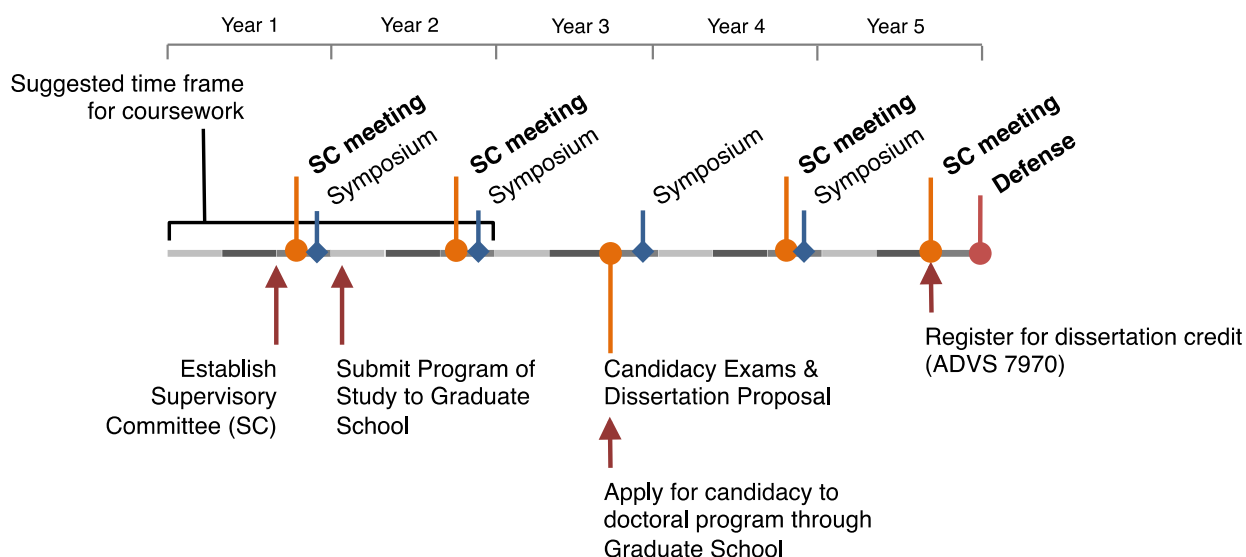 Year 1
Year 2
Year 3
Year 4
Year 5
Suggested time frame
for coursework
SC meeting
Symposium
SC meeting
Symposium
Symposium
SC meeting
Symposium
SC meeting
Defense
Establish
Supervisory
Committee (SC)
Submit Program of
Study to Graduate
School
Candidacy Exams &
Dissertation Proposal
Register for dissertation credit
(ADVS 7970)
Apply for candidacy to
doctoral program through
Graduate School